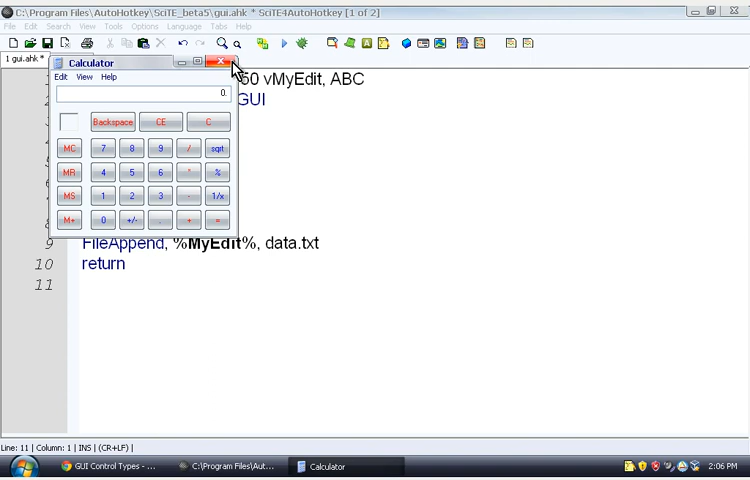 C:\Program Files\AutoHotkey\SciTE_beta5\gui.ahk * SciTE4AutoHotkey [1 of 2]
File Edit Search View Tools Options Language Tabs Help
1 gui.ahk *
Calculator
Edit View Help
0.
Backspace CE C
MC 7 8 9 / sqrt
MR 4 5 6 * %
MS 1 2 3 - 1/x
M+ 0 +/- . + =
50 vMyEdit, ABC
GUI
9 FileAppend, %MyEdit%, data.txt
10 return
11
Line: 11 | Column: 1 | INS | (CR+LF) |
GUI Control Types - ... C:\Program Files\Aut... Calculator 2:06 PM